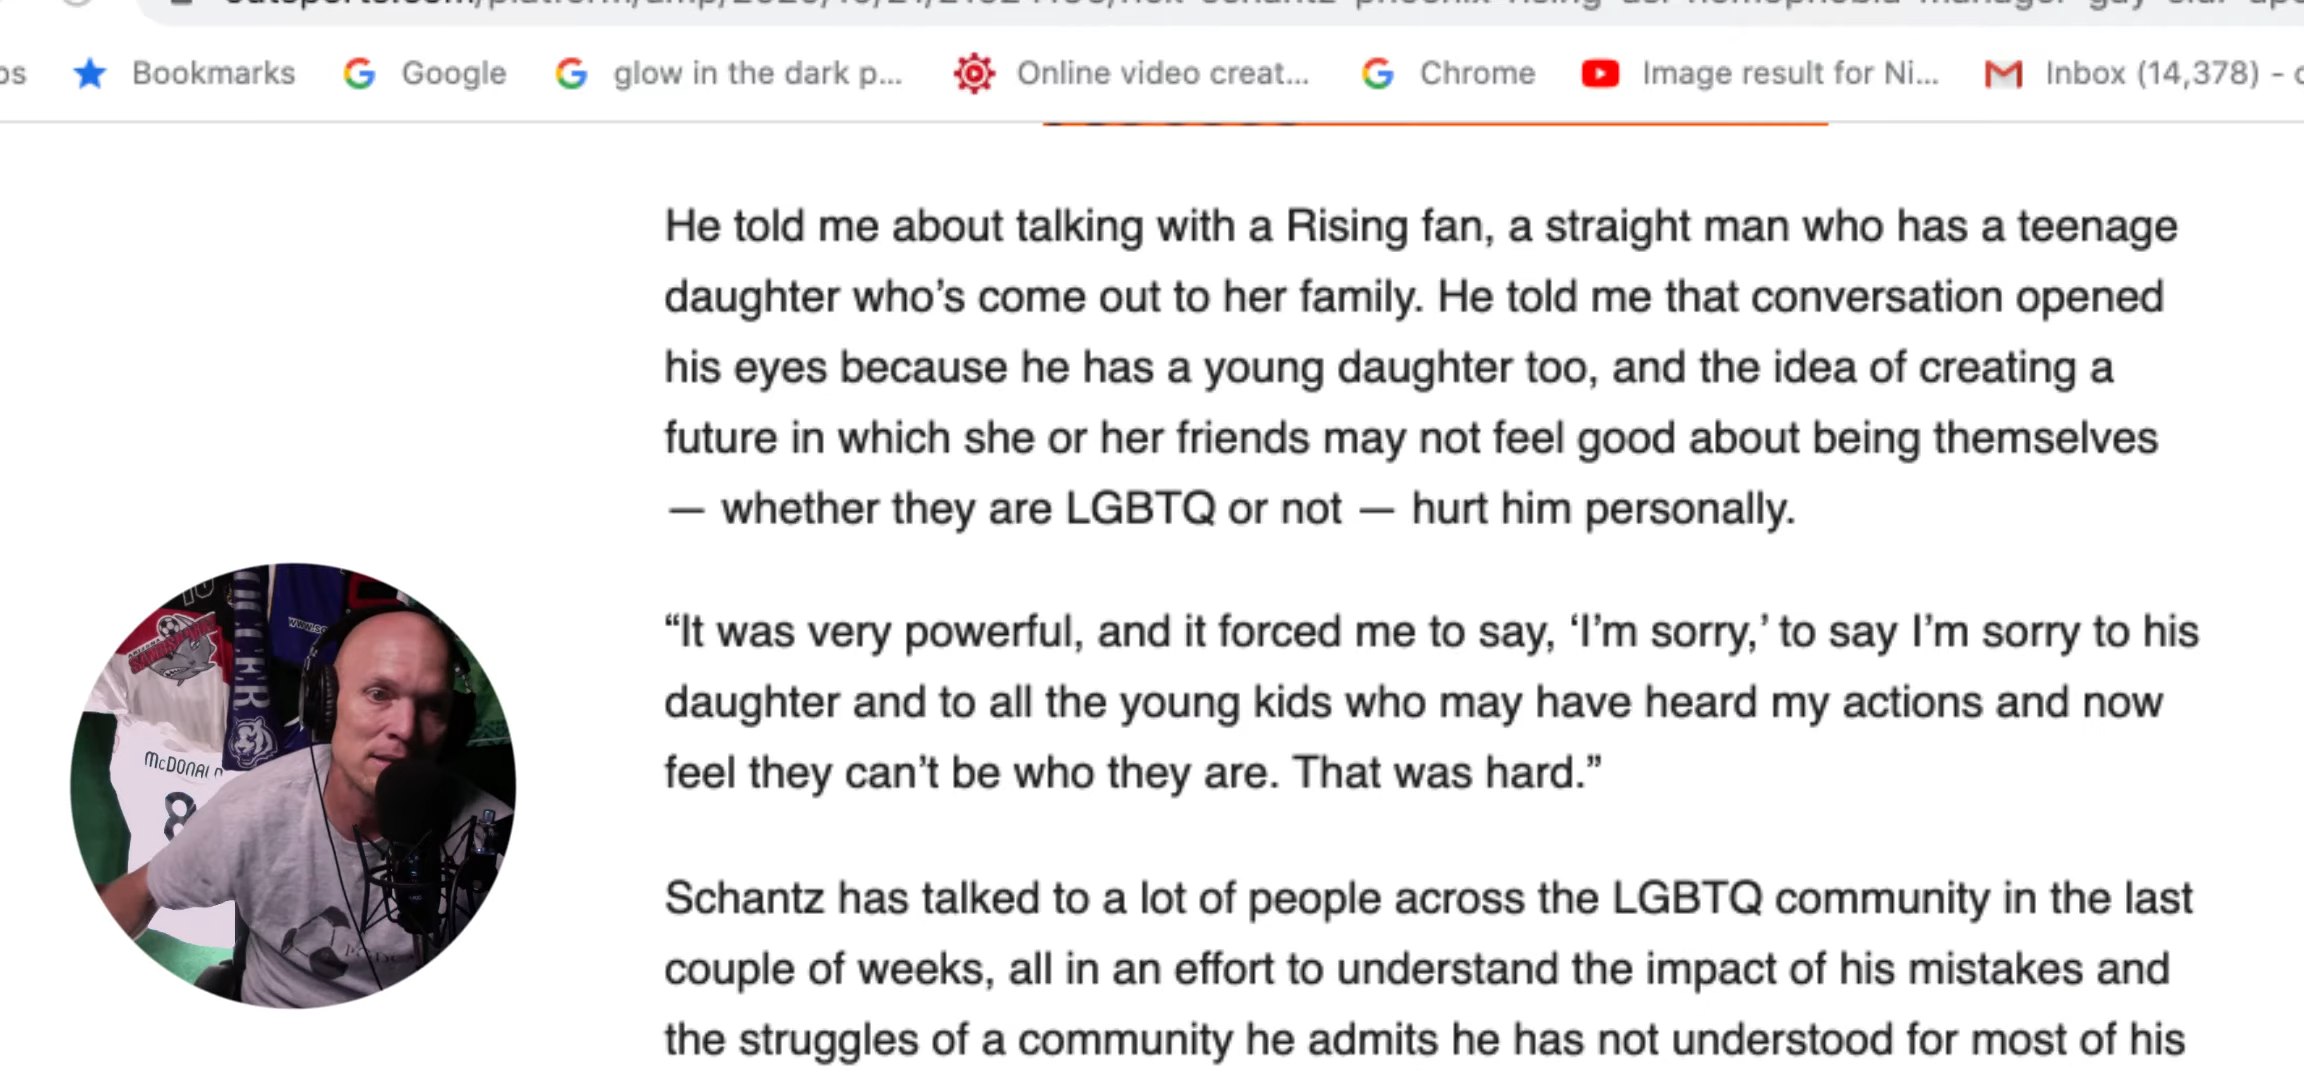 Bookmarks
Google
glow in the dark p...
Online video creat...
Chrome
Image result for Ni...
Inbox (14,378) -
He told me about talking with a Rising fan, a straight man who has a teenage
daughter who’s come out to her family. He told me that conversation opened
his eyes because he has a young daughter too, and the idea of creating a
future in which she or her friends may not feel good about being themselves
— whether they are LGBTQ or not — hurt him personally.
“It was very powerful, and it forced me to say, ‘I’m sorry,’ to say I’m sorry to his
daughter and to all the young kids who may have heard my actions and now
feel they can’t be who they are. That was hard.”
Schantz has talked to a lot of people across the LGBTQ community in the last
couple of weeks, all in an effort to understand the impact of his mistakes and
the struggles of a community he admits he has not understood for most of his
McDONAL
8